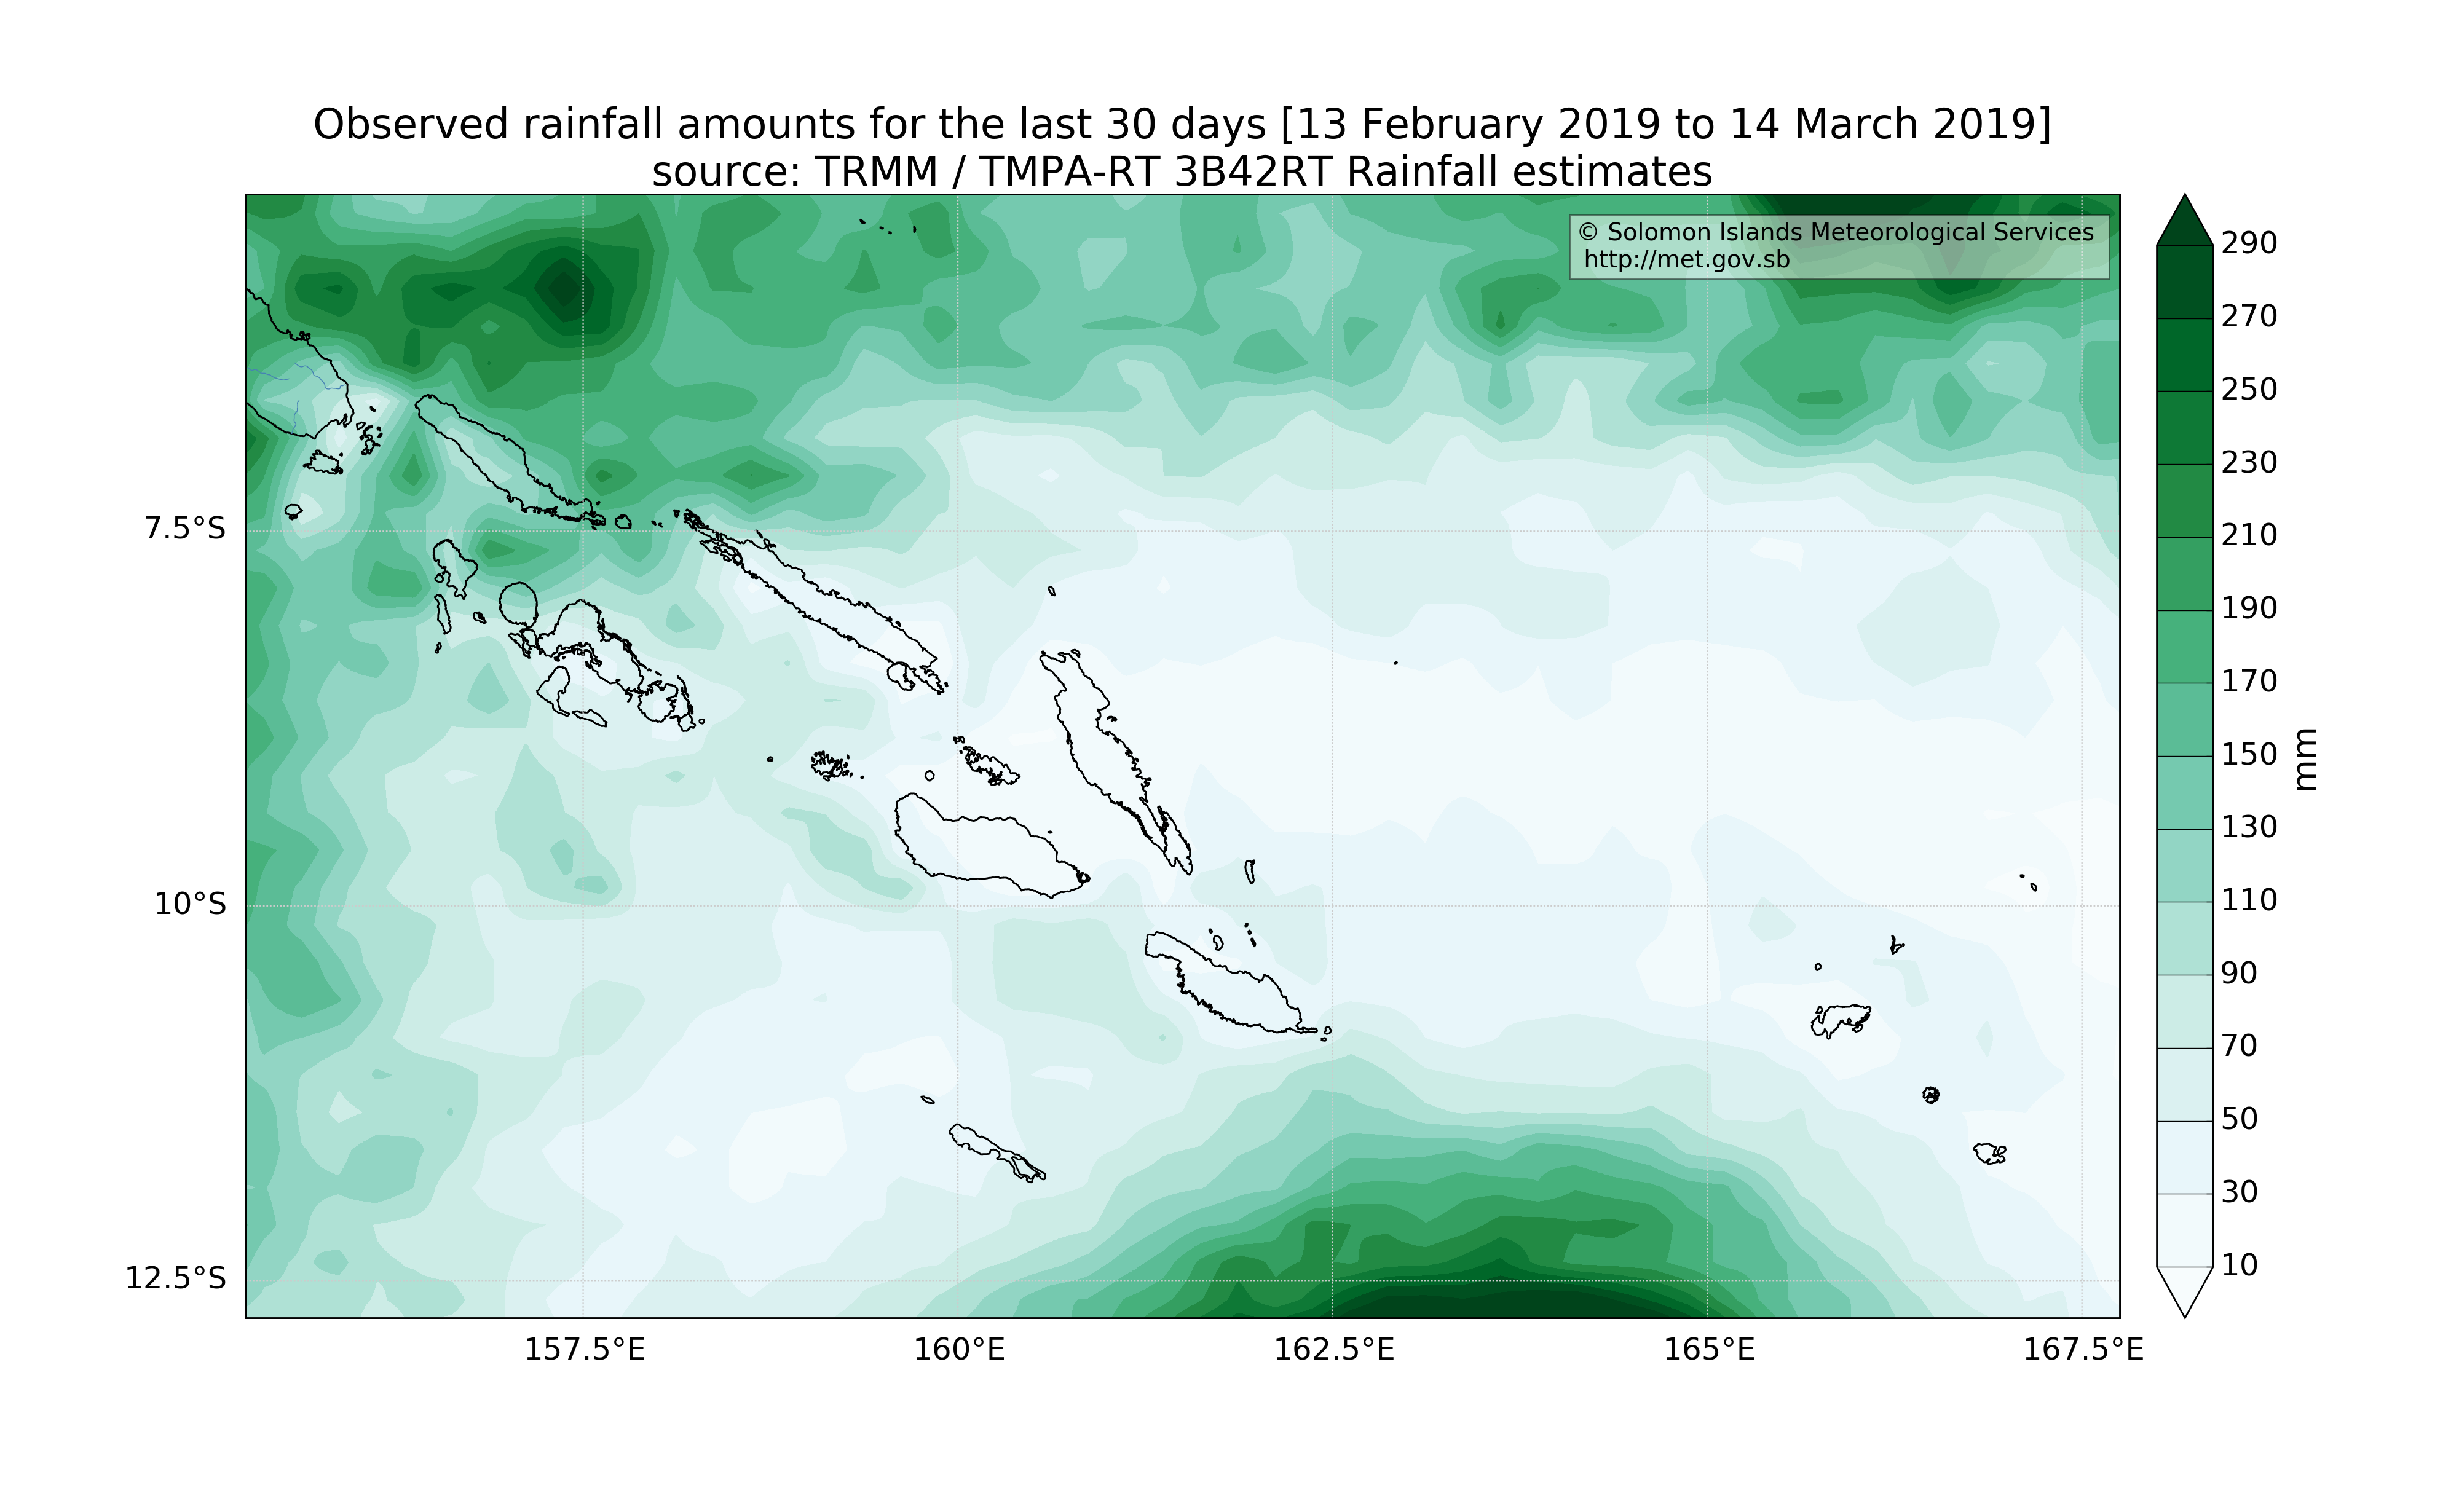 Observed rainfall amounts for the last 30 days [13 February 2019 to 14 March 2019]
source: TRMM / TMPA-RT 3B42RT Rainfall estimates
© Solomon Islands Meteorological Services
http://met.gov.sb
7.5°S
10°S
12.5°S
157.5°E
160°E
162.5°E
165°E
167.5°E
290
270
250
230
210
190
170
150
130
110
90
70
50
30
10
mm